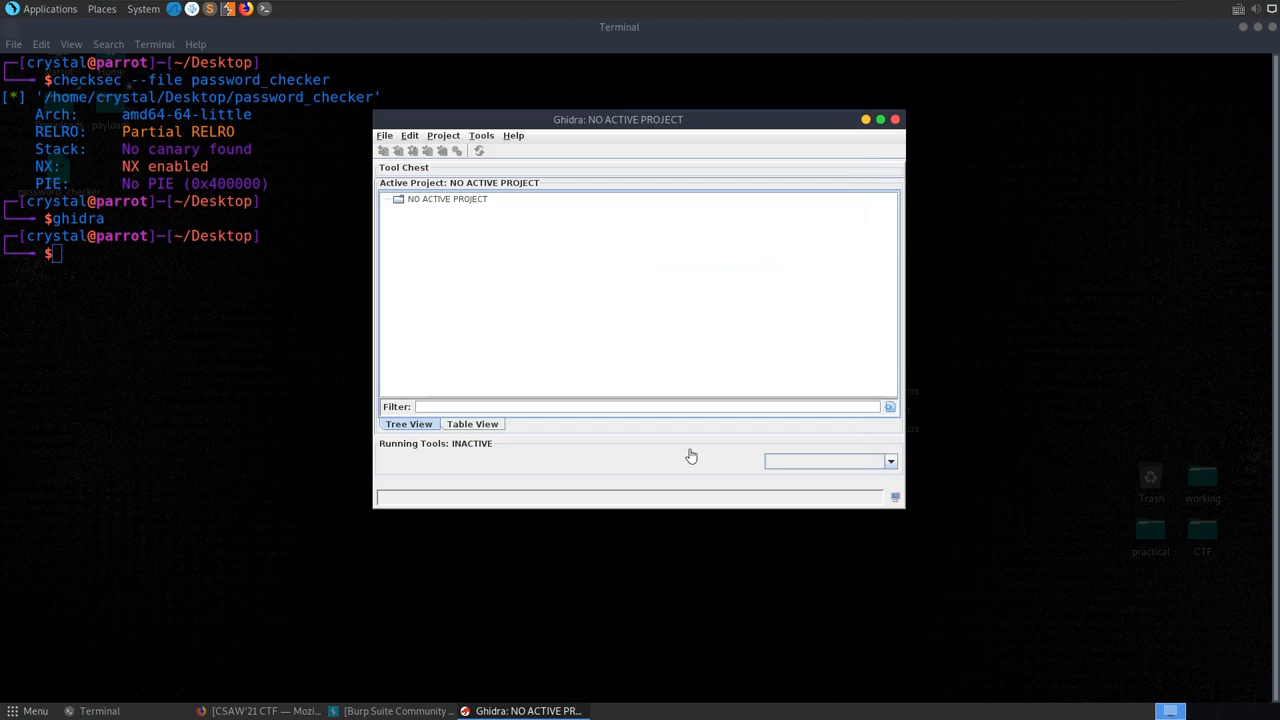 Applications Places System
Terminal
File Edit View Search Terminal Help
┌─[crystal@parrot]─[~/Desktop]
└──╼ $checksec --file password_checker
[*] '/home/crystal/Desktop/password_checker'
Arch: amd64-64-little
RELRO: Partial RELRO
Stack: No canary found
NX: NX enabled
PIE: No PIE (0x400000)
┌─[crystal@parrot]─[~/Desktop]
└──╼ $ghidra
┌─[crystal@parrot]─[~/Desktop]
└──╼ $
password_checker
Ghidra: NO ACTIVE PROJECT
File Edit Project Tools Help
Tool Chest
Active Project: NO ACTIVE PROJECT
NO ACTIVE PROJECT
Filter:
Tree View Table View
Running Tools: INACTIVE
Trash working
practical CTF
Menu Terminal [CSAW'21 CTF — Mozi... [Burp Suite Community ... Ghidra: NO ACTIVE PR...